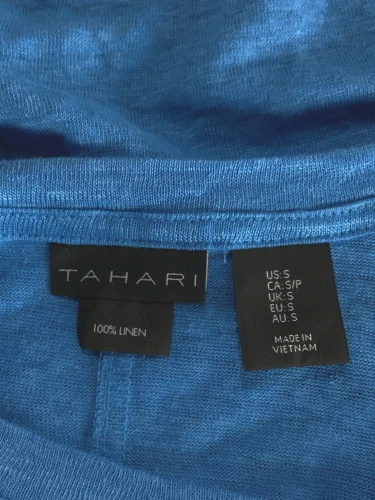 TAHARI
100% LINEN
US:S
CA:S/P
UK:S
EU:S
AU:S
MADE IN
VIETNAM